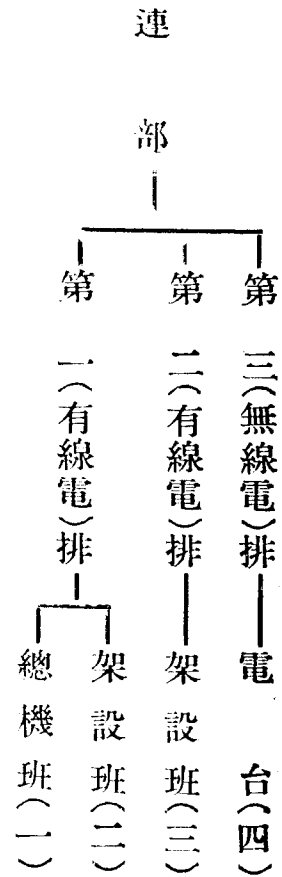 連部
第一(有線電)排
第二(有線電)排
第三(無線電)排
總機班(一)
架設班(二)
架設班(三)
電台(四)